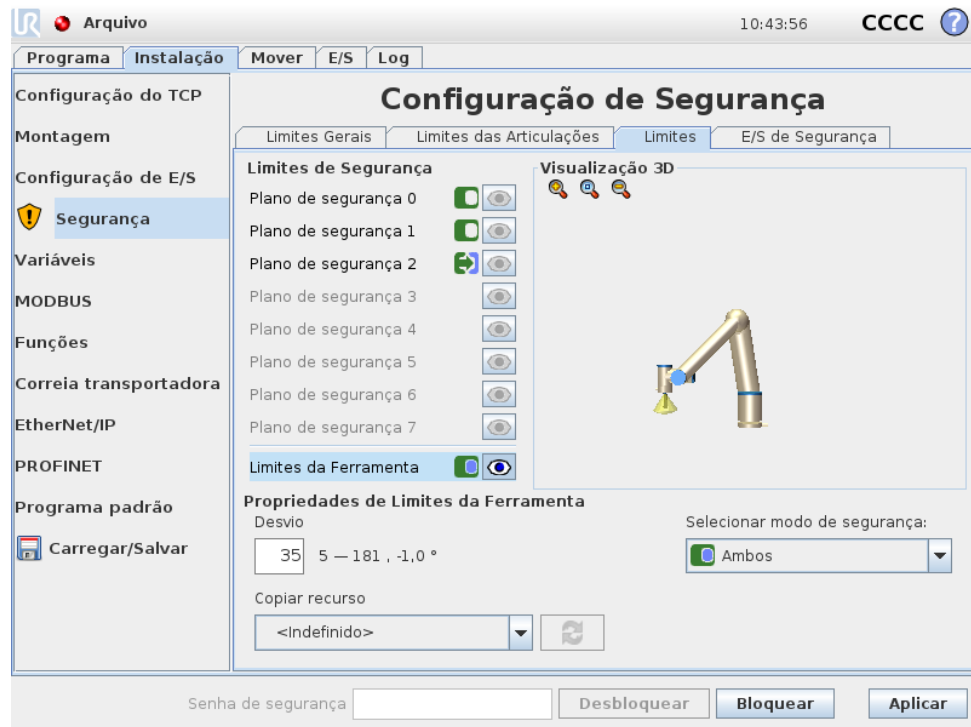 Arquivo 10:43:56 CCCC ?
Programa Instalação Mover E/S Log
Configuração do TCP
Montagem
Configuração de E/S
Segurança
Variáveis
MODBUS
Funções
Correia transportadora
EtherNet/IP
PROFINET
Programa padrão
Carregar/Salvar
Configuração de Segurança
Limites Gerais Limites das Articulações Limites E/S de Segurança
Limites de Segurança
Plano de segurança 0
Plano de segurança 1
Plano de segurança 2
Plano de segurança 3
Plano de segurança 4
Plano de segurança 5
Plano de segurança 6
Plano de segurança 7
Limites da Ferramenta
Visualização 3D
Propriedades de Limites da Ferramenta
Desvio
35 5 — 181 , -1,0 °
Selecionar modo de segurança:
Ambos
Copiar recurso
<Indefinido>
Senha de segurança Desbloquear Bloquear Aplicar